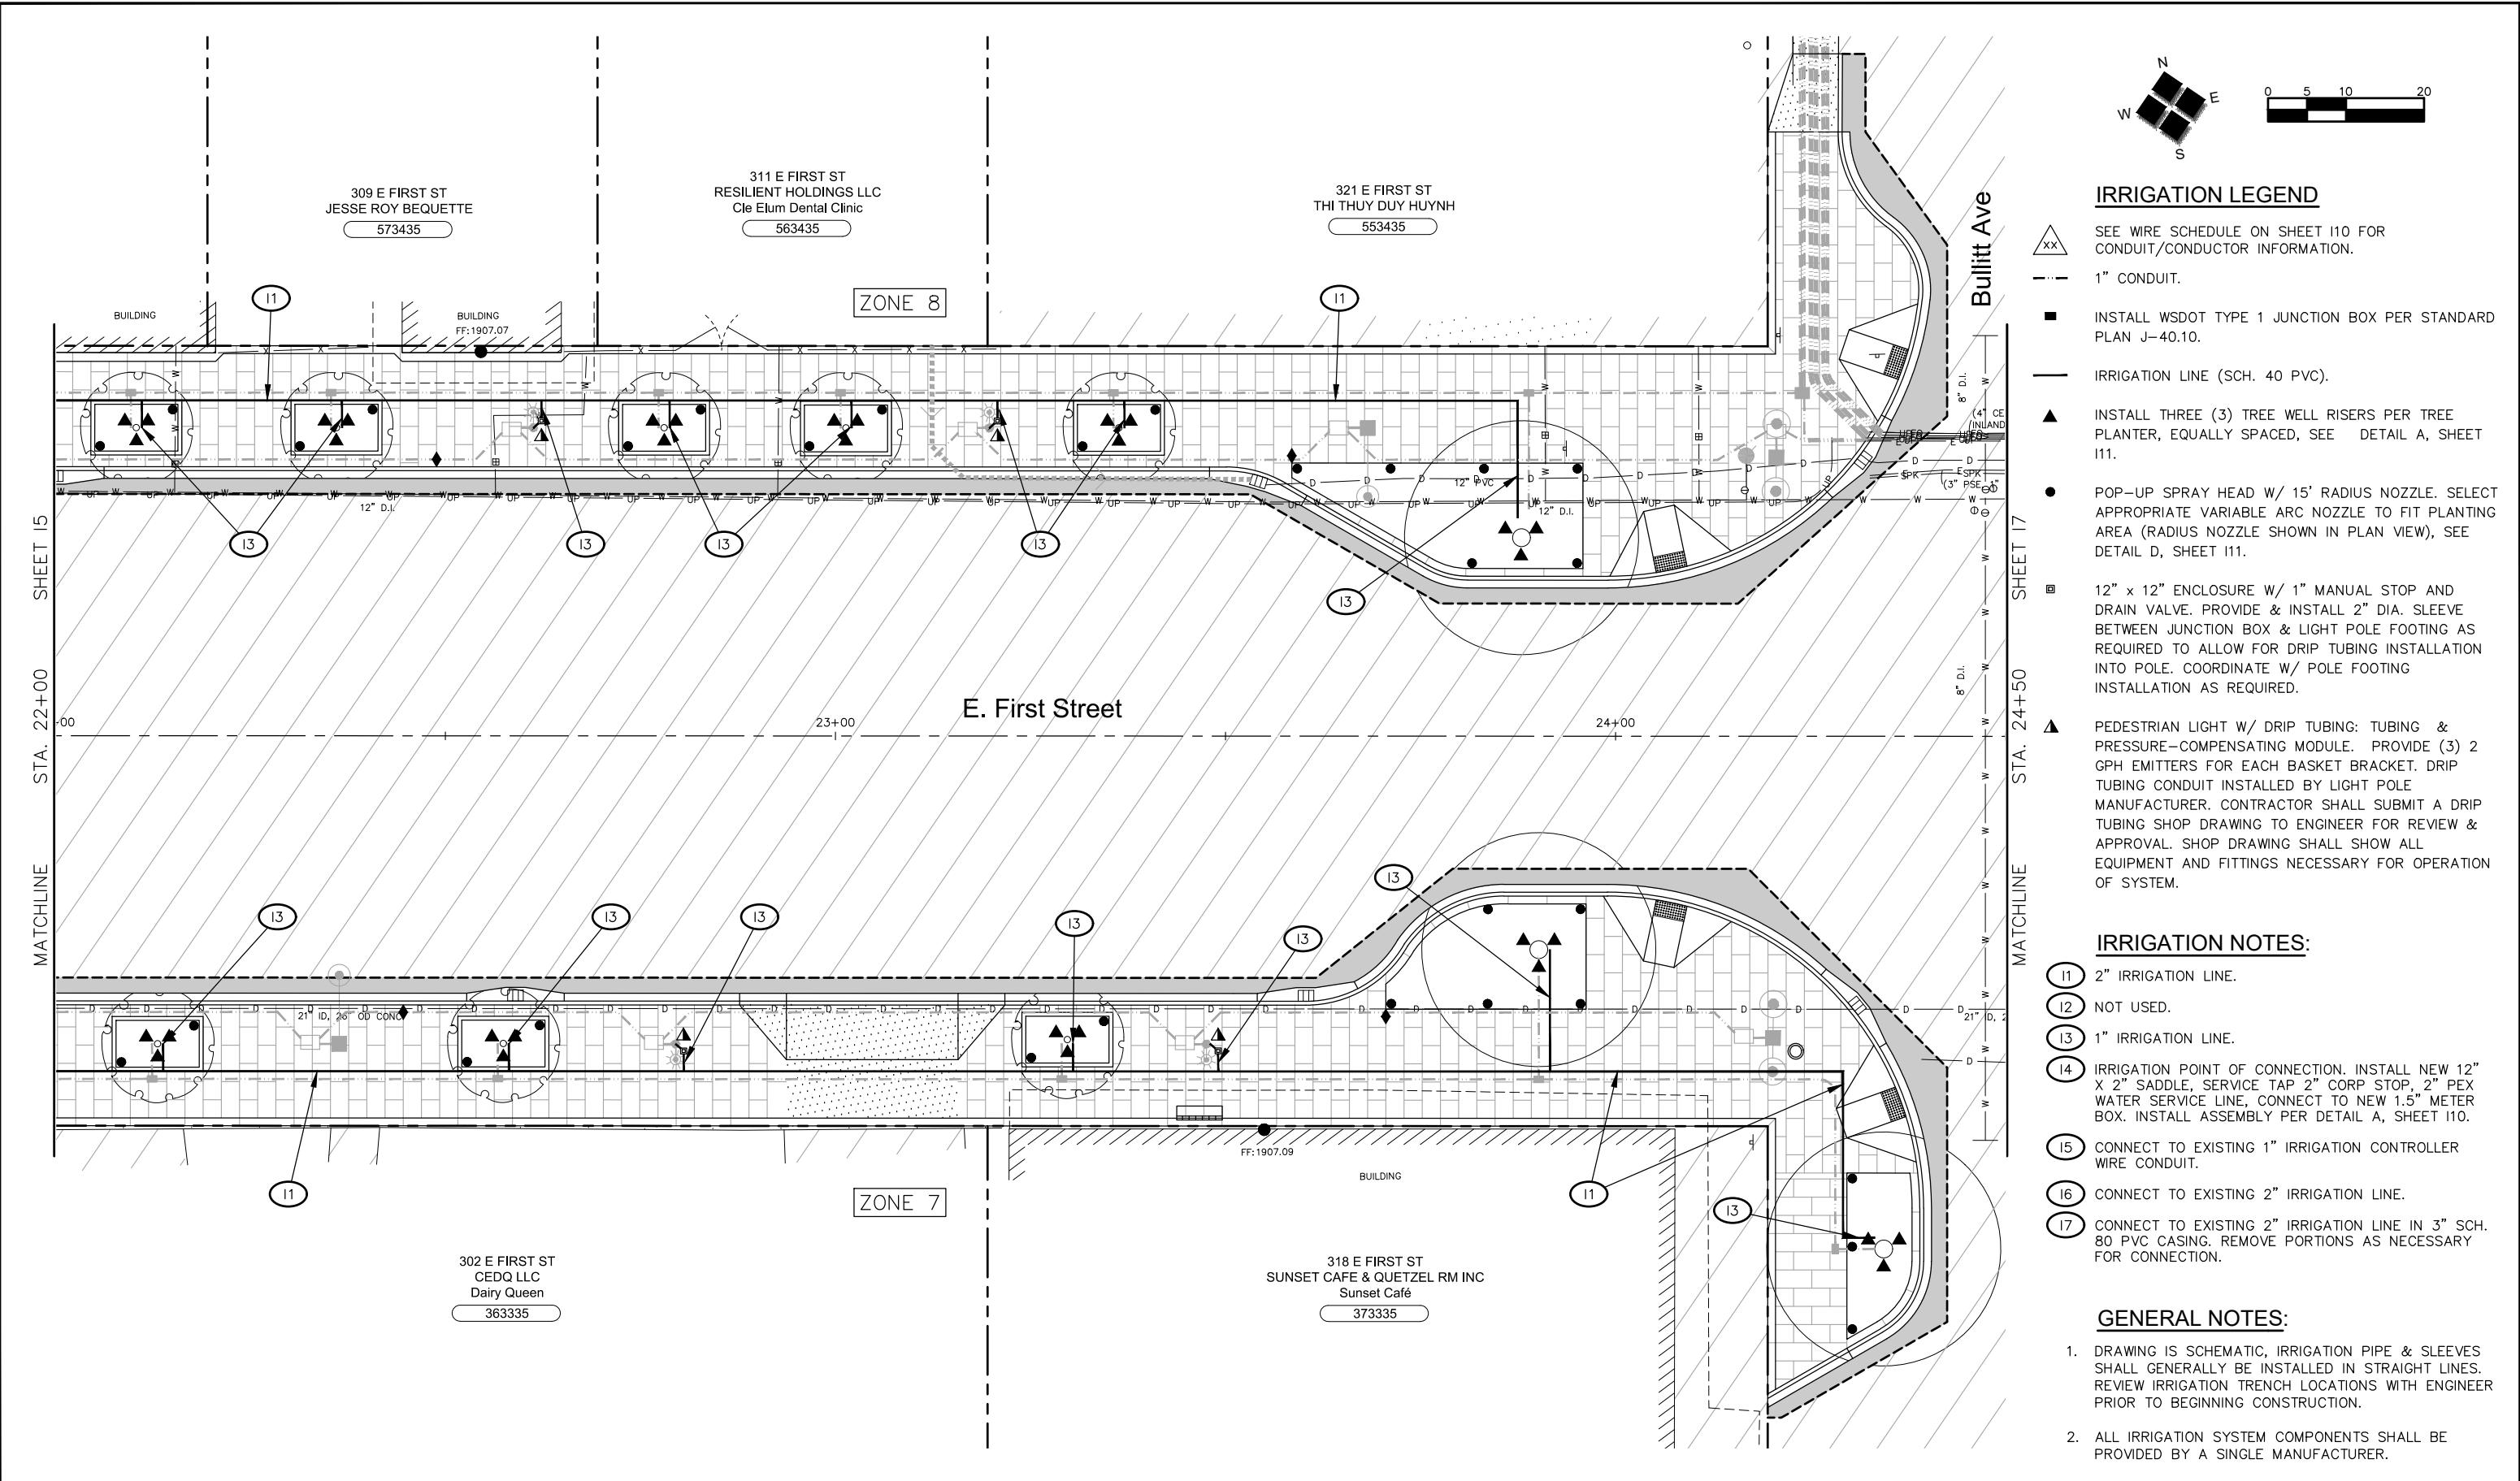 N
W
E
S
0 5 10 20
309 E FIRST ST
JESSE ROY BEQUETTE
573435
311 E FIRST ST
RESILIENT HOLDINGS LLC
Cle Elum Dental Clinic
563435
321 E FIRST ST
THI THUY DUY HUYNH
553435
Bullitt Ave
I1
ZONE 8
I1
BUILDING
BUILDING
FF:1907.07
8" D.I.
12" PVC
12" D.I.
12" D.I.
I3
I3
I3
I3
I3
MATCHLINE STA. 22+00 SHEET I5
MATCHLINE STA. 24+50 SHEET I7
E. First Street
-00
23+00
24+00
8" D.I.
I3
I3
I3
I3
I3
I3
21" ID, 26" OD CONC
FF:1907.09
BUILDING
I1
ZONE 7
I1
I3
302 E FIRST ST
CEDQ LLC
Dairy Queen
363335
318 E FIRST ST
SUNSET CAFE & QUETZEL RM INC
Sunset Café
373335
IRRIGATION LEGEND
XX
SEE WIRE SCHEDULE ON SHEET I10 FOR
CONDUIT/CONDUCTOR INFORMATION.
1" CONDUIT.
INSTALL WSDOT TYPE 1 JUNCTION BOX PER STANDARD
PLAN J-40.10.
IRRIGATION LINE (SCH. 40 PVC).
INSTALL THREE (3) TREE WELL RISERS PER TREE
PLANTER, EQUALLY SPACED, SEE DETAIL A, SHEET
I11.
POP-UP SPRAY HEAD W/ 15' RADIUS NOZZLE. SELECT
APPROPRIATE VARIABLE ARC NOZZLE TO FIT PLANTING
AREA (RADIUS NOZZLE SHOWN IN PLAN VIEW), SEE
DETAIL D, SHEET I11.
12" x 12" ENCLOSURE W/ 1" MANUAL STOP AND
DRAIN VALVE. PROVIDE & INSTALL 2" DIA. SLEEVE
BETWEEN JUNCTION BOX & LIGHT POLE FOOTING AS
REQUIRED TO ALLOW FOR DRIP TUBING INSTALLATION
INTO POLE. COORDINATE W/ POLE FOOTING
INSTALLATION AS REQUIRED.
PEDESTRIAN LIGHT W/ DRIP TUBING: TUBING &
PRESSURE-COMPENSATING MODULE. PROVIDE (3) 2
GPH EMITTERS FOR EACH BASKET BRACKET. DRIP
TUBING CONDUIT INSTALLED BY LIGHT POLE
MANUFACTURER. CONTRACTOR SHALL SUBMIT A DRIP
TUBING SHOP DRAWING TO ENGINEER FOR REVIEW &
APPROVAL. SHOP DRAWING SHALL SHOW ALL
EQUIPMENT AND FITTINGS NECESSARY FOR OPERATION
OF SYSTEM.
IRRIGATION NOTES:
I1 2" IRRIGATION LINE.
I2 NOT USED.
I3 1" IRRIGATION LINE.
I4 IRRIGATION POINT OF CONNECTION. INSTALL NEW 12"
X 2" SADDLE, SERVICE TAP 2" CORP STOP, 2" PEX
WATER SERVICE LINE, CONNECT TO NEW 1.5" METER
BOX. INSTALL ASSEMBLY PER DETAIL A, SHEET I10.
I5 CONNECT TO EXISTING 1" IRRIGATION CONTROLLER
WIRE CONDUIT.
I6 CONNECT TO EXISTING 2" IRRIGATION LINE.
I7 CONNECT TO EXISTING 2" IRRIGATION LINE IN 3" SCH.
80 PVC CASING. REMOVE PORTIONS AS NECESSARY
FOR CONNECTION.
GENERAL NOTES:
1. DRAWING IS SCHEMATIC, IRRIGATION PIPE & SLEEVES
SHALL GENERALLY BE INSTALLED IN STRAIGHT LINES.
REVIEW IRRIGATION TRENCH LOCATIONS WITH ENGINEER
PRIOR TO BEGINNING CONSTRUCTION.
2. ALL IRRIGATION SYSTEM COMPONENTS SHALL BE
PROVIDED BY A SINGLE MANUFACTURER.